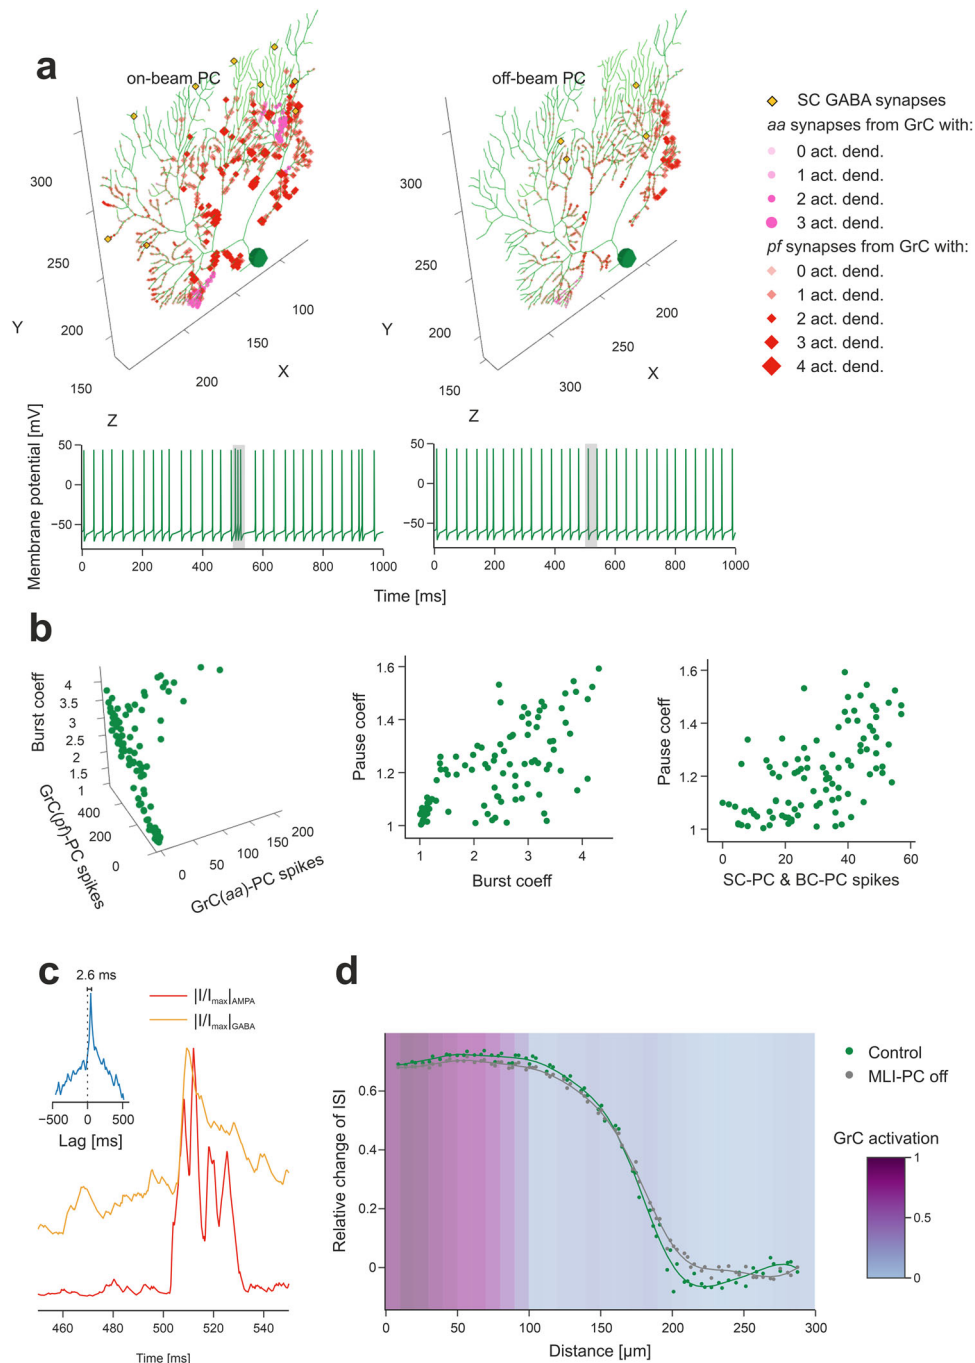 a
on-beam PC
off-beam PC
SC GABA synapses
aa synapses from GrC with:
0 act. dend.
1 act. dend.
2 act. dend.
3 act. dend.
pf synapses from GrC with:
0 act. dend.
1 act. dend.
2 act. dend.
3 act. dend.
4 act. dend.
300
250
200
150
Y
200
150
100
X
Z
300
250
200
150
Y
300
250
200
X
Z
Membrane potential [mV]
50
0
−50
0 200 400 600 800 1000
50
0
−50
0 200 400 600 800 1000
Time [ms]
b
Burst coeff
4
3.5
3
2.5
2
1.5
1
GrC(pf)-PC spikes
400
200
0
0 50 100 150 200
GrC(aa)-PC spikes
Pause coeff
1.6
1.4
1.2
1
1 2 3 4
Burst coeff
Pause coeff
1.6
1.4
1.2
1
0 20 40 60
SC-PC & BC-PC spikes
c
2.6 ms
−500 0 500
Lag [ms]
|I/Imax|AMPA
|I/Imax|GABA
460 480 500 520 540
Time [ms]
d
Relative change of ISI
0.6
0.4
0.2
0
0 50 100 150 200 250 300
Distance [µm]
Control
MLI-PC off
GrC activation
1
0.5
0